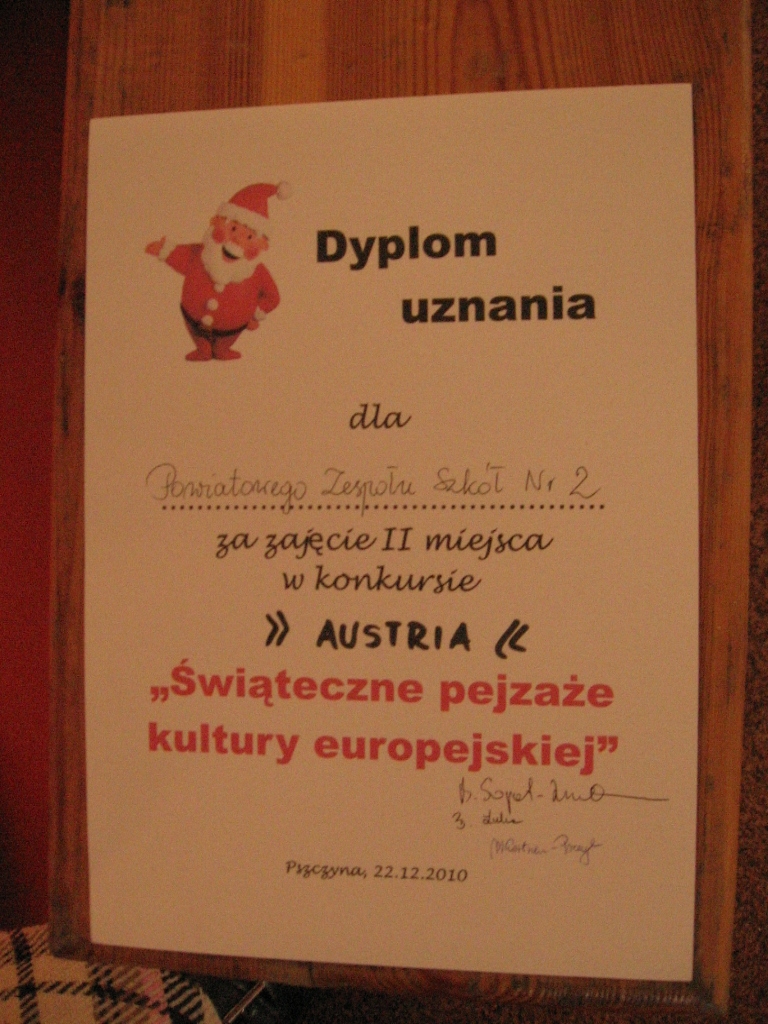 Dyplom
uznania
dla
Powiatowego Zespołu Szkół Nr 2
za zajęcie II miejsca
w konkursie
» AUSTRIA «
„Świąteczne pejzaże
kultury europejskiej”
Pszczyna, 22.12.2010